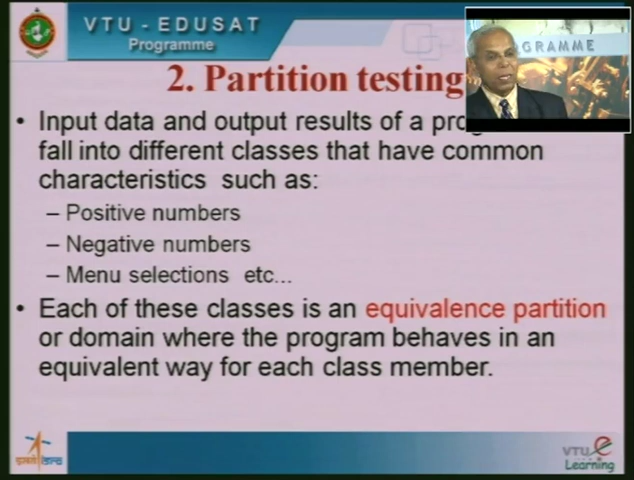 VTU - EDUSAT
Programme
OGRAMME
2. Partition testing
• Input data and output results of a prog
fall into different classes that have common
characteristics such as:
– Positive numbers
– Negative numbers
– Menu selections etc...
• Each of these classes is an equivalence partition
or domain where the program behaves in an
equivalent way for each class member.
VTU
e
Learning